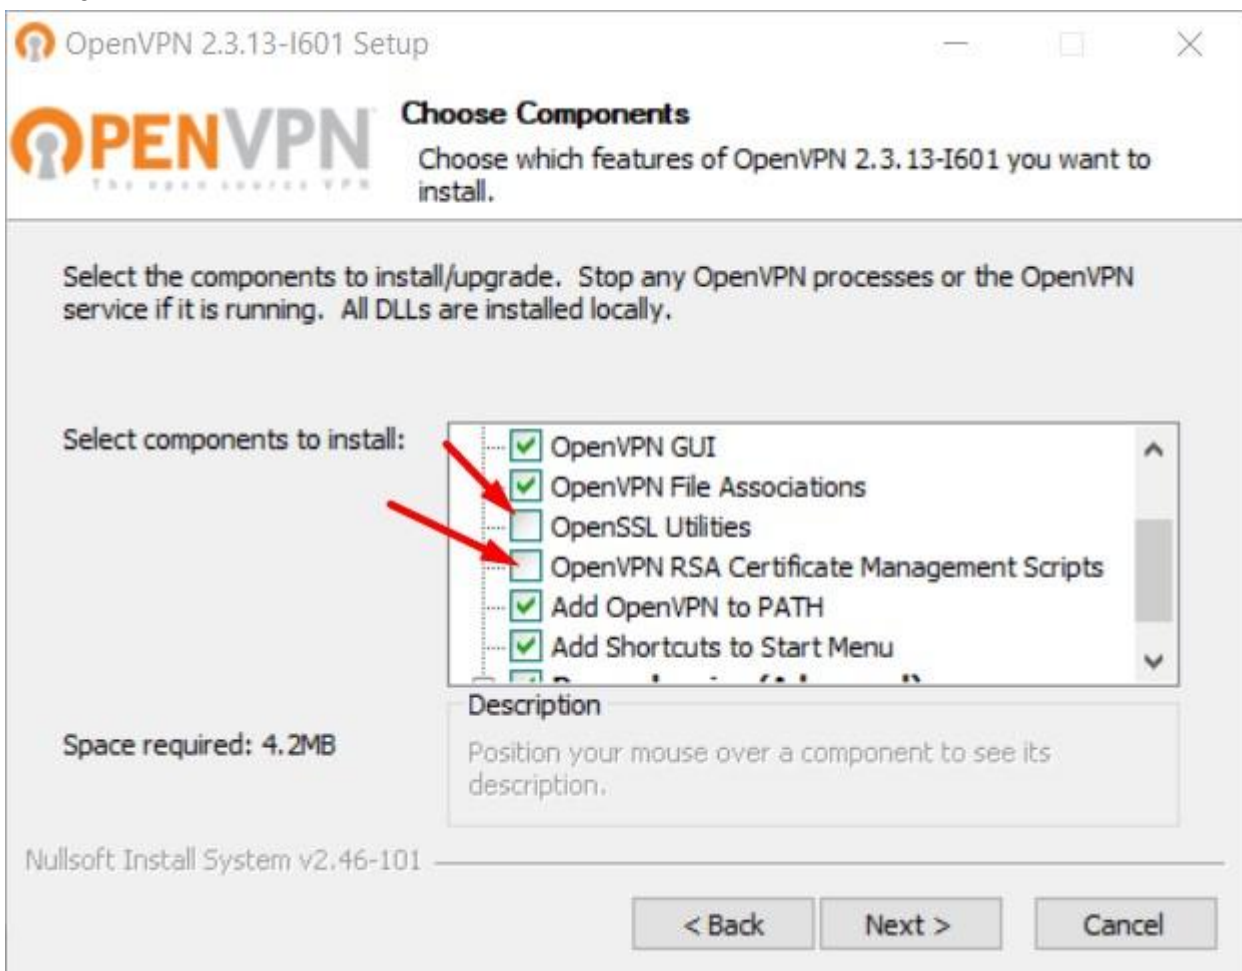 OpenVPN 2.3.13-I601 Setup
OPENVPN
The open source VPN
Choose Components
Choose which features of OpenVPN 2.3.13-I601 you want to
install.
Select the components to install/upgrade. Stop any OpenVPN processes or the OpenVPN
service if it is running. All DLLs are installed locally.
Select components to install:
OpenVPN GUI
OpenVPN File Associations
OpenSSL Utilities
OpenVPN RSA Certificate Management Scripts
Add OpenVPN to PATH
Add Shortcuts to Start Menu
Space required: 4.2MB
Description
Position your mouse over a component to see its
description.
Nullsoft Install System v2.46-101
< Back
Next >
Cancel